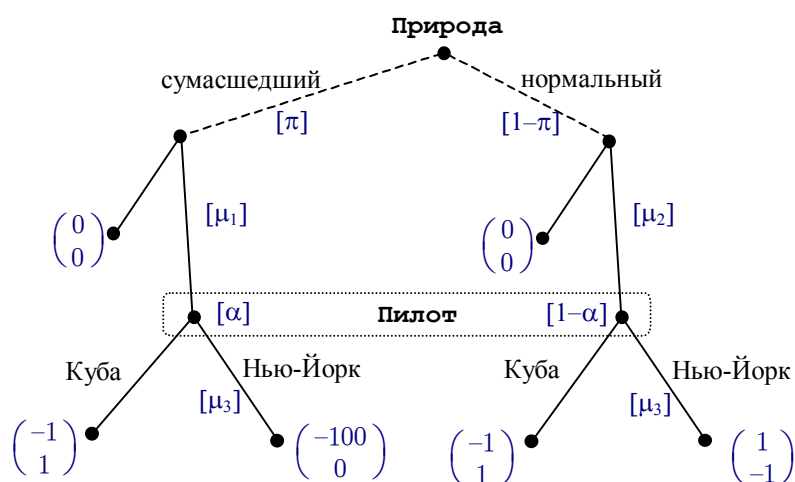 Природа
сумасшедший
нормальный
[π]
[1–π]
(0 0)
[μ1]
(0 0)
[μ2]
[α]
Пилот
[1–α]
Куба
Нью-Йорк
Куба
Нью-Йорк
[μ3]
[μ3]
(–1 1)
(–100 0)
(–1 1)
(1 –1)